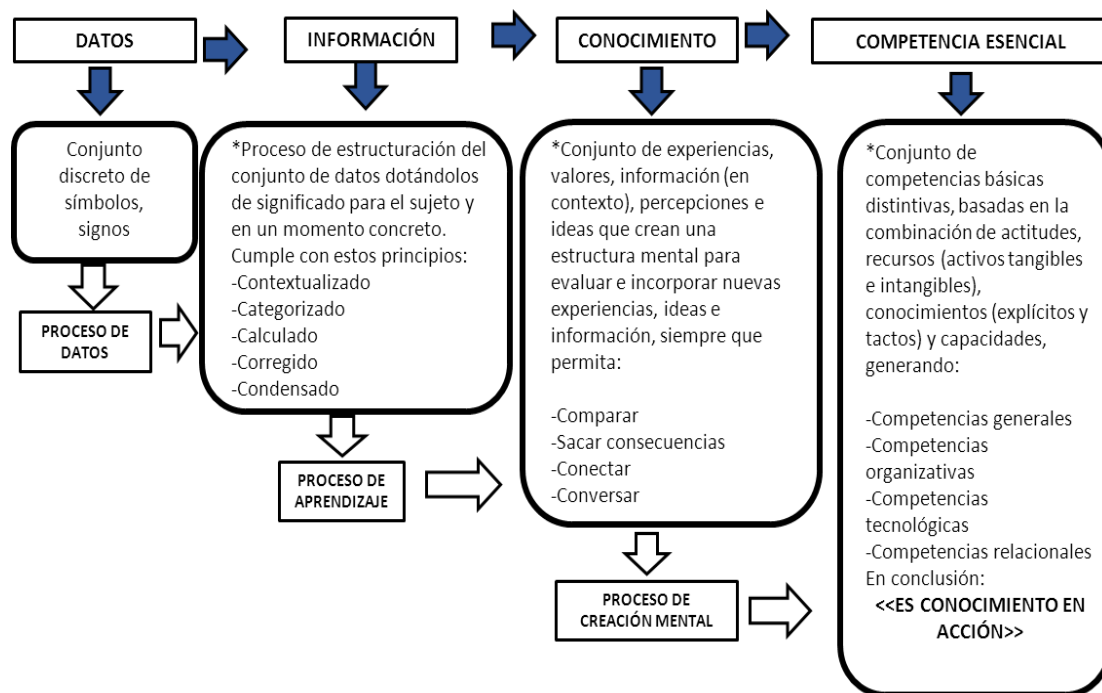 DATOS
INFORMACIÓN
CONOCIMIENTO
COMPETENCIA ESENCIAL
Conjunto
discreto de
símbolos,
signos
PROCESO DE
DATOS
*Proceso de estructuración del
conjunto de datos dotándolos
de significado para el sujeto y
en un momento concreto.
Cumple con estos principios:
-Contextualizado
-Categorizado
-Calculado
-Corregido
-Condensado
PROCESO DE
APRENDIZAJE
*Conjunto de experiencias,
valores, información (en
contexto), percepciones e
ideas que crean una
estructura mental para
evaluar e incorporar nuevas
experiencias, ideas e
información, siempre que
permita:
-Comparar
-Sacar consecuencias
-Conectar
-Conversar
PROCESO DE
CREACIÓN MENTAL
*Conjunto de
competencias básicas
distintivas, basadas en la
combinación de actitudes,
recursos (activos tangibles
e intangibles),
conocimientos (explícitos y
tactos) y capacidades,
generando:
-Competencias generales
-Competencias
organizativas
-Competencias
tecnológicas
-Competencias relacionales
En conclusión:
<<ES CONOCIMIENTO EN
ACCIÓN>>